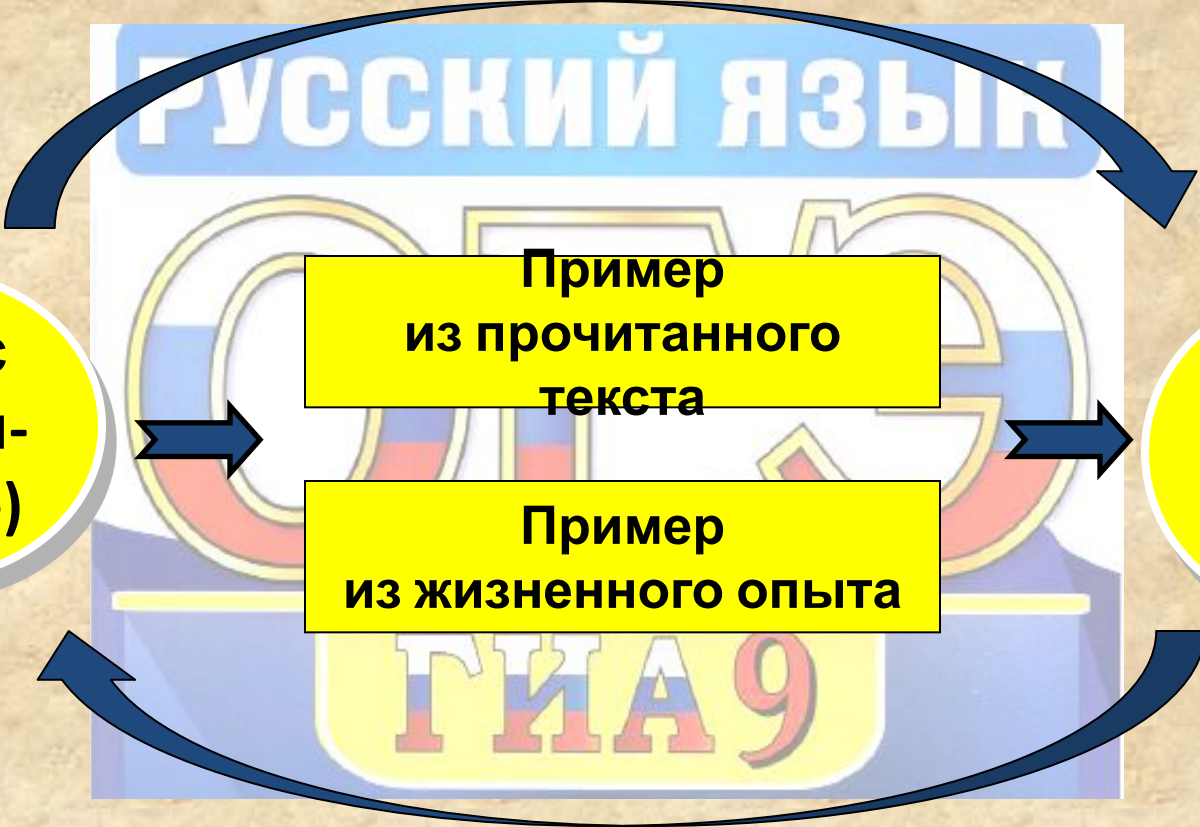 РУССКИЙ ЯЗЫК
ОГЭ
Пример
из прочитанного
текста
Пример
из жизненного опыта
ГИА 9